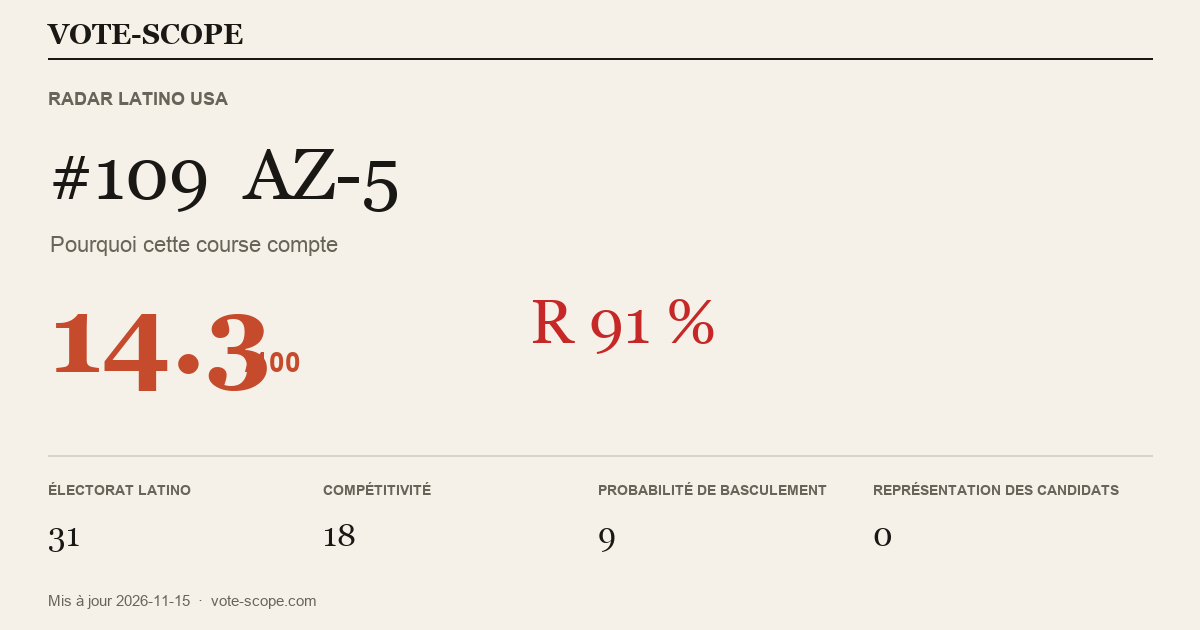 VOTE-SCOPE
RADAR LATINO USA
#109 AZ-5
Pourquoi cette course compte
14.3 /100
R 91 %
ÉLECTORAT LATINO
COMPÉTITIVITÉ
PROBABILITÉ DE BASCULEMENT
REPRÉSENTATION DES CANDIDATS
31
18
9
0
Mis à jour 2026-11-15 · vote-scope.com